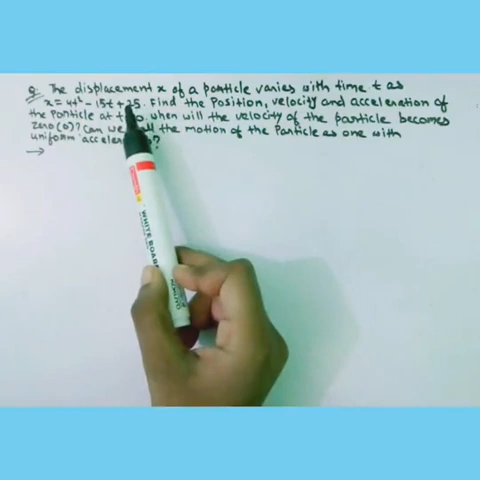 Q: The displacement x of a particle varies with time t as
x = 4t² - 15t + 25. Find the position, velocity and acceleration of
the particle at t 0. when will the velocity of the particle becomes
zero(0)? can we the motion of the particle as one with
uniform ?
→
WHITE BOARD